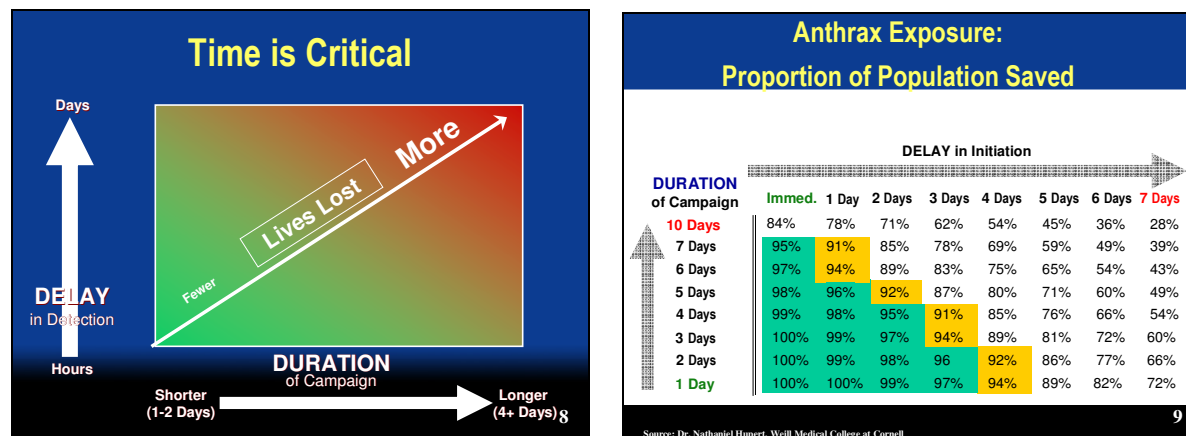 Time is Critical
Days
More
Lives Lost
Fewer
DELAY
in Detection
Hours
DURATION
of Campaign
Shorter
(1-2 Days)
Longer
(4+ Days)
8
Anthrax Exposure:
Proportion of Population Saved
DELAY in Initiation
DURATION
of Campaign
Immed. 1 Day 2 Days 3 Days 4 Days 5 Days 6 Days 7 Days
10 Days 84% 78% 71% 62% 54% 45% 36% 28%
7 Days 95% 91% 85% 78% 69% 59% 49% 39%
6 Days 97% 94% 89% 83% 75% 65% 54% 43%
5 Days 98% 96% 92% 87% 80% 71% 60% 49%
4 Days 99% 98% 95% 91% 85% 76% 66% 54%
3 Days 100% 99% 97% 94% 89% 81% 72% 60%
2 Days 100% 99% 98% 96 92% 86% 77% 66%
1 Day 100% 100% 99% 97% 94% 89% 82% 72%
9
Source: Dr. Nathaniel Hupert, Weill Medical College at Cornell